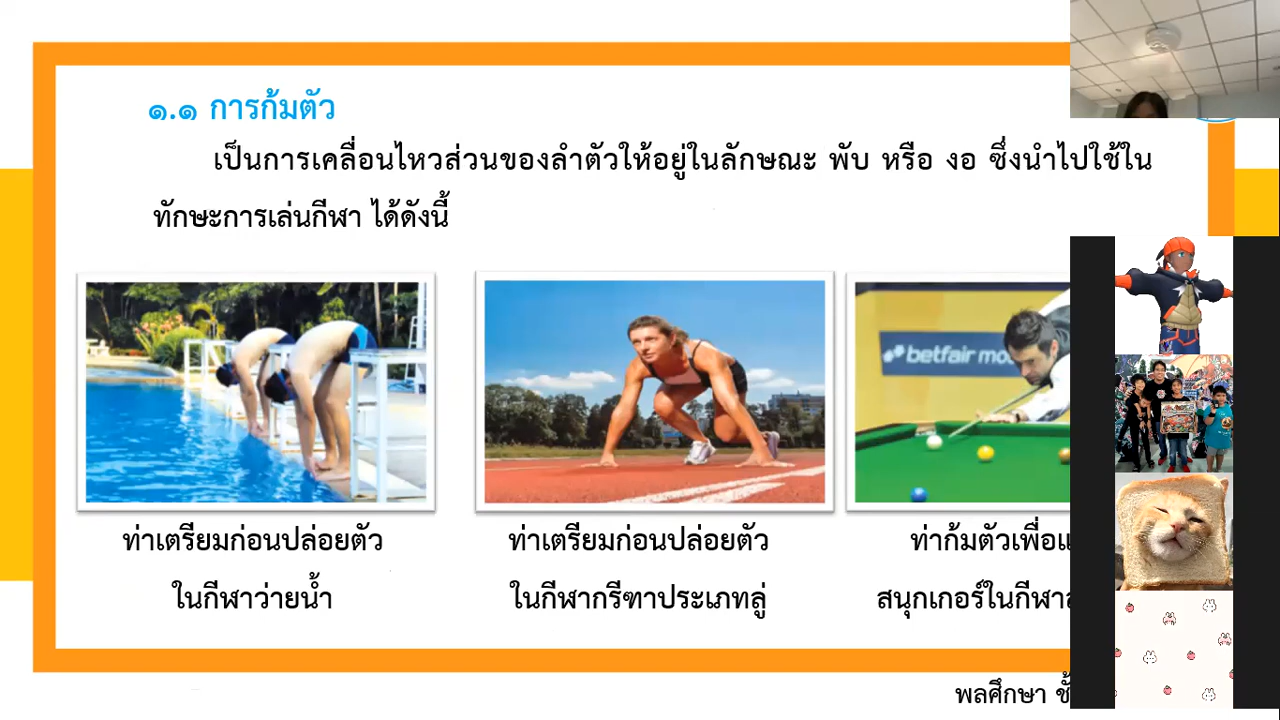 ๑.๑ การก้มตัว
เป็นการเคลื่อนไหวส่วนของลำตัวให้อยู่ในลักษณะ พับ หรือ งอ ซึ่งนำไปใช้ใน
ทักษะการเล่นกีฬา ได้ดังนี้
betfair
ท่าเตรียมก่อนปล่อยตัว
ในกีฬาว่ายน้ำ
ท่าเตรียมก่อนปล่อยตัว
ในกีฬากรีฑาประเภทลู่
ท่าก้มตัวเพื่อ
สนุกเกอร์ในกีฬา
พลศึกษา